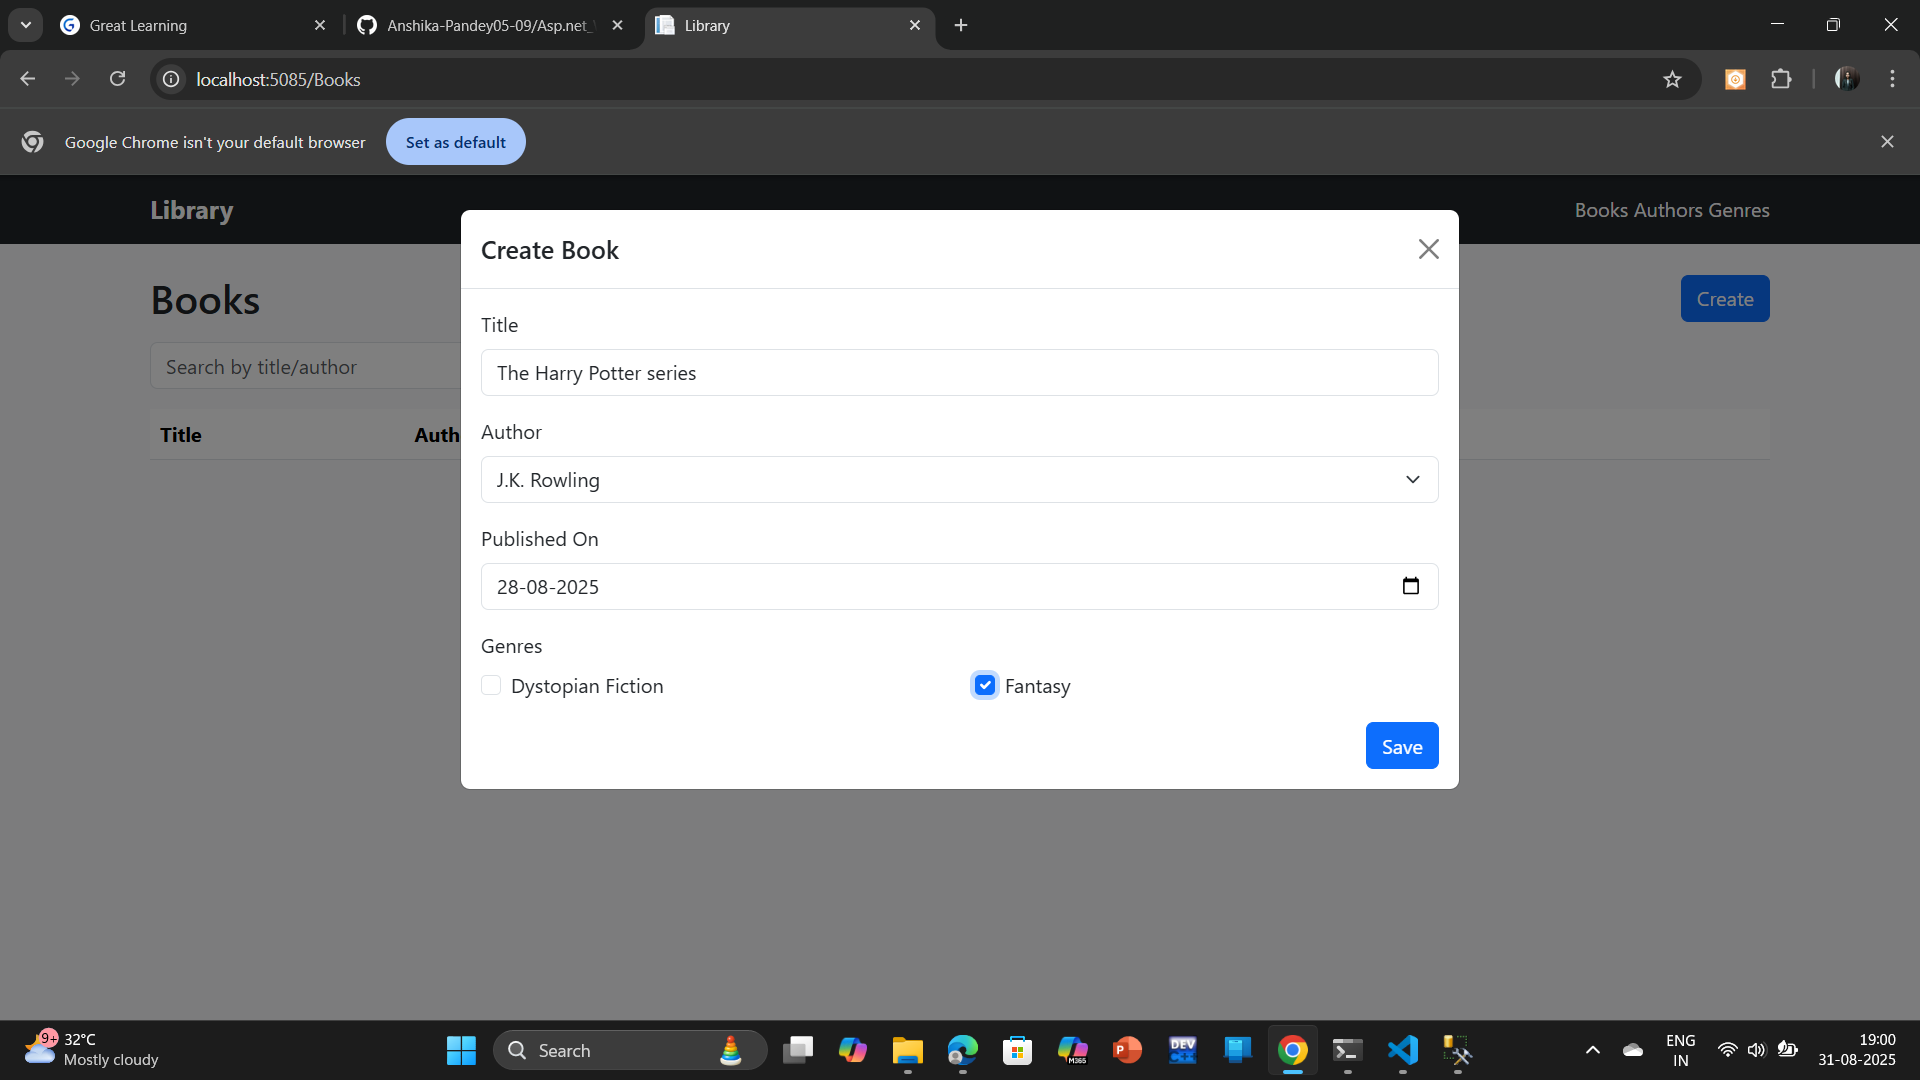 Great Learning
Anshika-Pandey05-09/Asp.net_
Library
localhost:5085/Books
Google Chrome isn't your default browser
Set as default
Library
Books Authors Genres
Create Book
Books
Create
Title
Search by title/author
The Harry Potter series
Title
Auth
Author
J.K. Rowling
Published On
28-08-2025
Genres
Dystopian Fiction
Fantasy
Save
9+
32°C
Mostly cloudy
Search
M365
P
DEV
C++
ENG
IN
19:00
31-08-2025